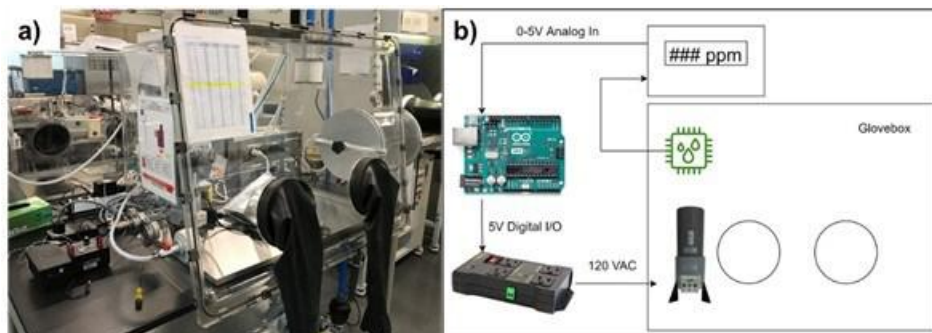 a)
b)
0-5V Analog In
### ppm
Glovebox
5V Digital I/O
120 VAC